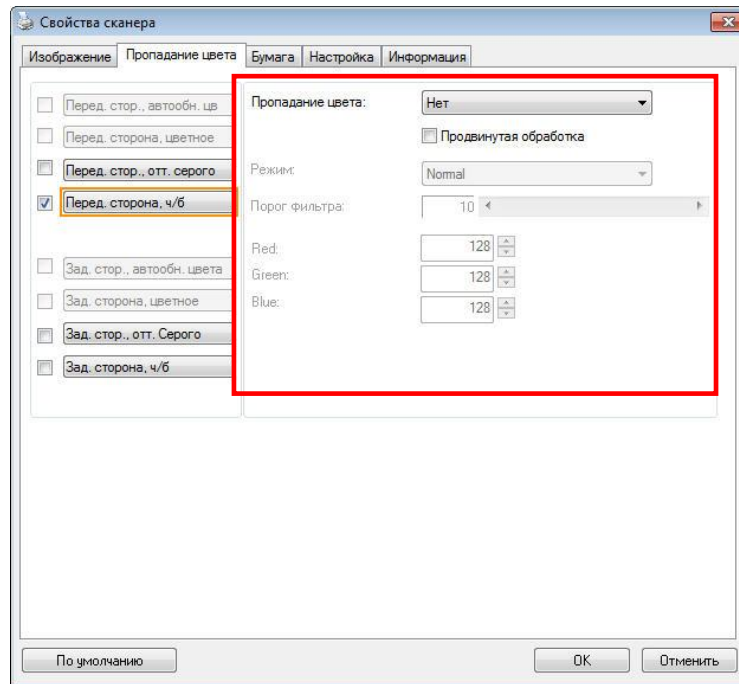 Свойства сканера
Изображение Пропадание цвета Бумага Настройка Информация
Перед. стор., автообн. цв
Перед. сторона, цветное
Перед. стор., отт. серого
Перед. сторона, ч/б
Зад. стор., автообн. цвета
Зад. сторона, цветное
Зад. стор., отт. Серого
Зад. сторона, ч/б
Пропадание цвета: Нет
Продвинутая обработка
Режим: Normal
Порог фильтра: 10
Red: 128
Green: 128
Blue: 128
По умолчанию OK Отменить